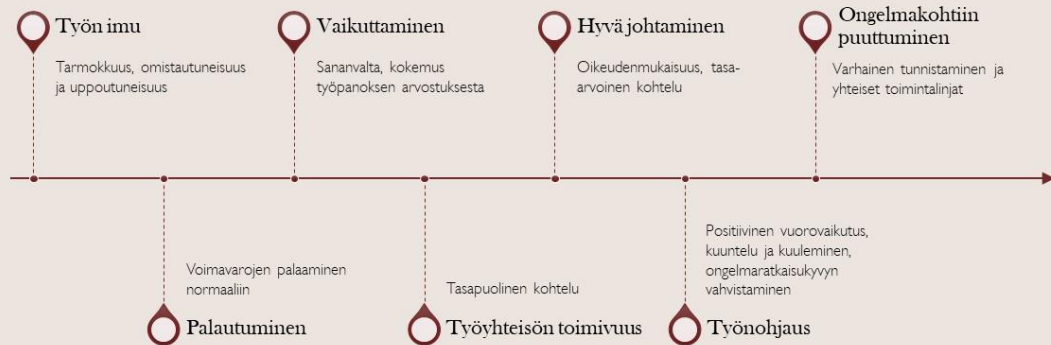 Työn imu
Tarmokkuus, omistautuneisuus
ja uppoutuneisuus
Vaikuttaminen
Sananvalta, kokemus
työpanoksen arvostuksesta
Hyvä johtaminen
Oikeudenmukaisuus, tasa-
arvoinen kohtelu
Ongelmakohtiin
puuttuminen
Varhainen tunnistaminen ja
yhteiset toimintalinjat
Voimavarojen palaaminen
normaaliin
Palautuminen
Tasapuolinen kohtelu
Työyhteisön toimivuus
Positiivinen vuorovaikutus,
kuuntelu ja kuuleminen,
ongelmaratkaisukyvyn
vahvistaminen
Työnohjaus